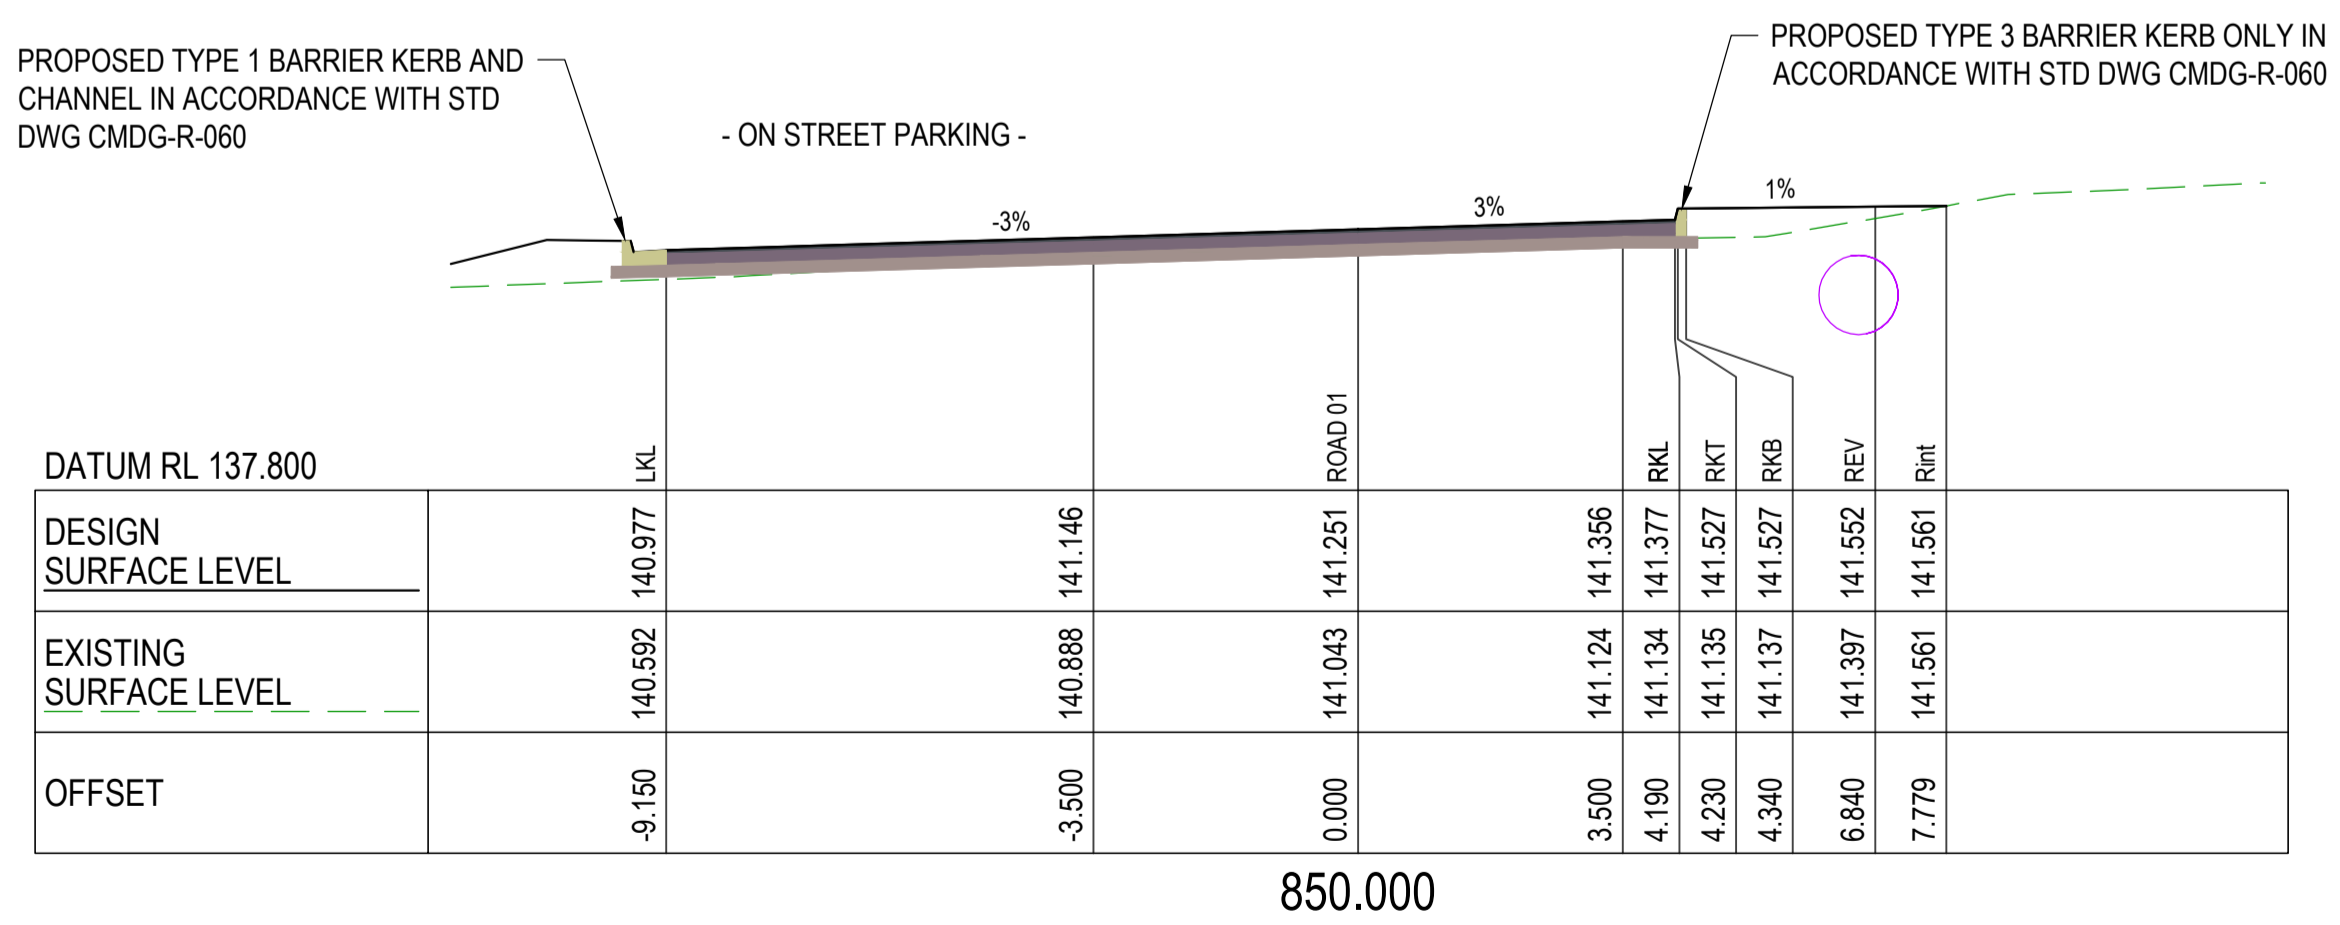 PROPOSED TYPE 1 BARRIER KERB AND
CHANNEL IN ACCORDANCE WITH STD
DWG CMDG-R-060
- ON STREET PARKING -
PROPOSED TYPE 3 BARRIER KERB ONLY IN
ACCORDANCE WITH STD DWG CMDG-R-060
-3%
3%
1%
DATUM RL 137.800
LKL
ROAD 01
RKL
RKT
RKB
REV
Rint
DESIGN
SURFACE LEVEL
140.977
141.146
141.251
141.356
141.377
141.527
141.527
141.552
141.561
EXISTING
SURFACE LEVEL
140.592
140.888
141.043
141.124
141.134
141.135
141.137
141.397
141.561
OFFSET
-9.150
-3.500
0.000
3.500
4.190
4.230
4.340
6.840
7.779
850.000